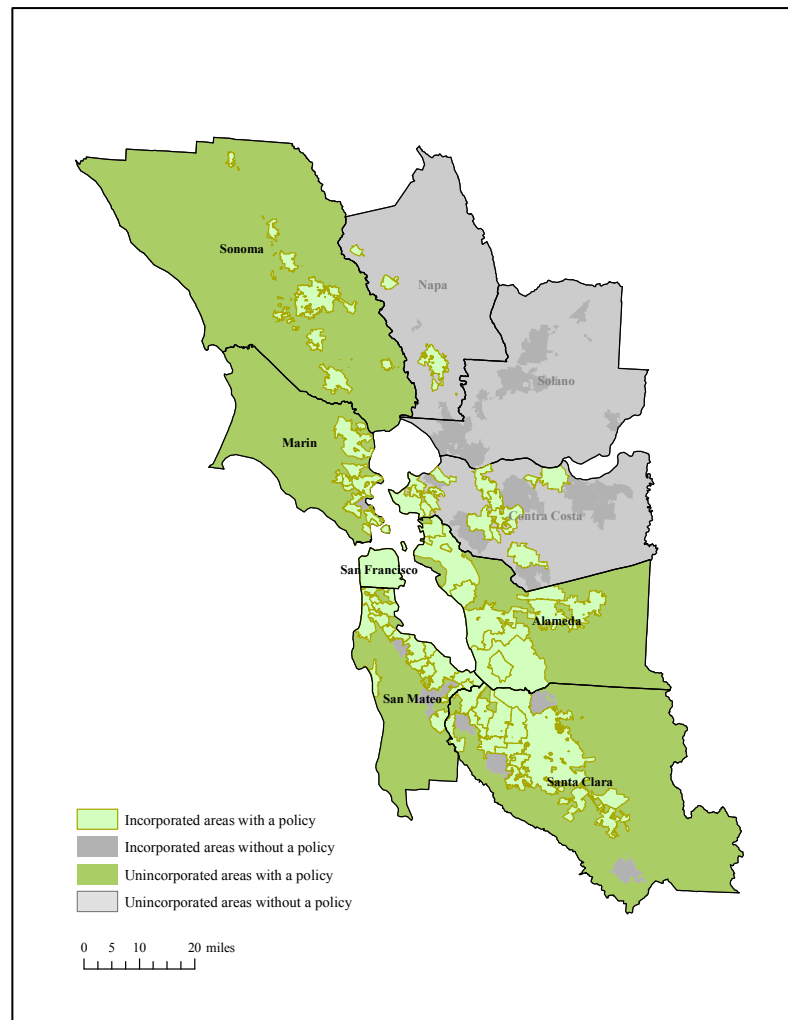 Sonoma
Napa
Solano
Marin
Contra Costa
San Francisco
Alameda
San Mateo
Santa Clara
Incorporated areas with a policy
Incorporated areas without a policy
Unincorporated areas with a policy
Unincorporated areas without a policy
0 5 10 20 miles